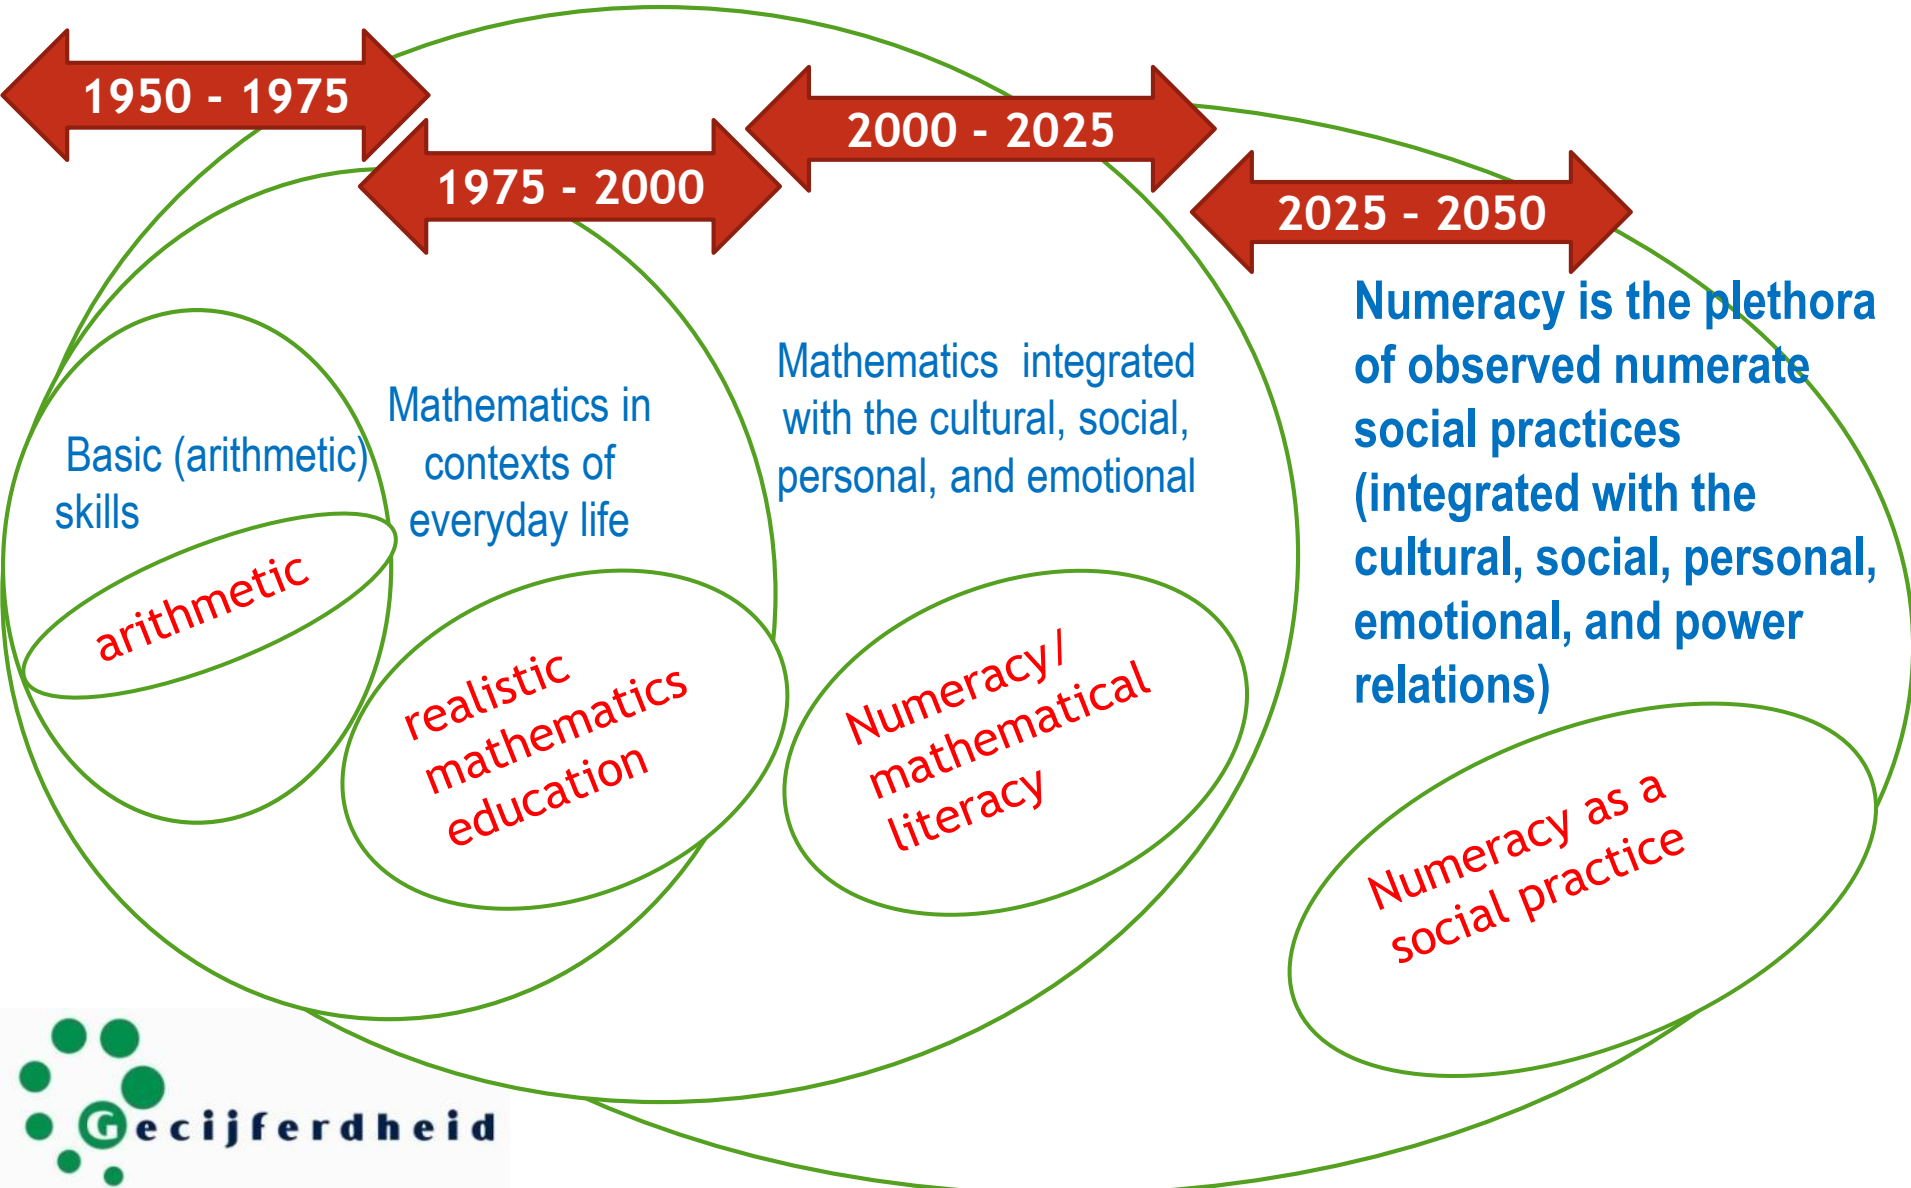 1950 - 1975
1975 - 2000
2000 - 2025
2025 - 2050
Basic (arithmetic)
skills
arithmetic
Mathematics in
contexts of
everyday life
realistic
mathematics
education
Mathematics integrated
with the cultural, social,
personal, and emotional
Numeracy/
mathematical
literacy
Numeracy is the plethora
of observed numerate
social practices
(integrated with the
cultural, social, personal,
emotional, and power
relations)
Numeracy as a
social practice
Gecijferdheid